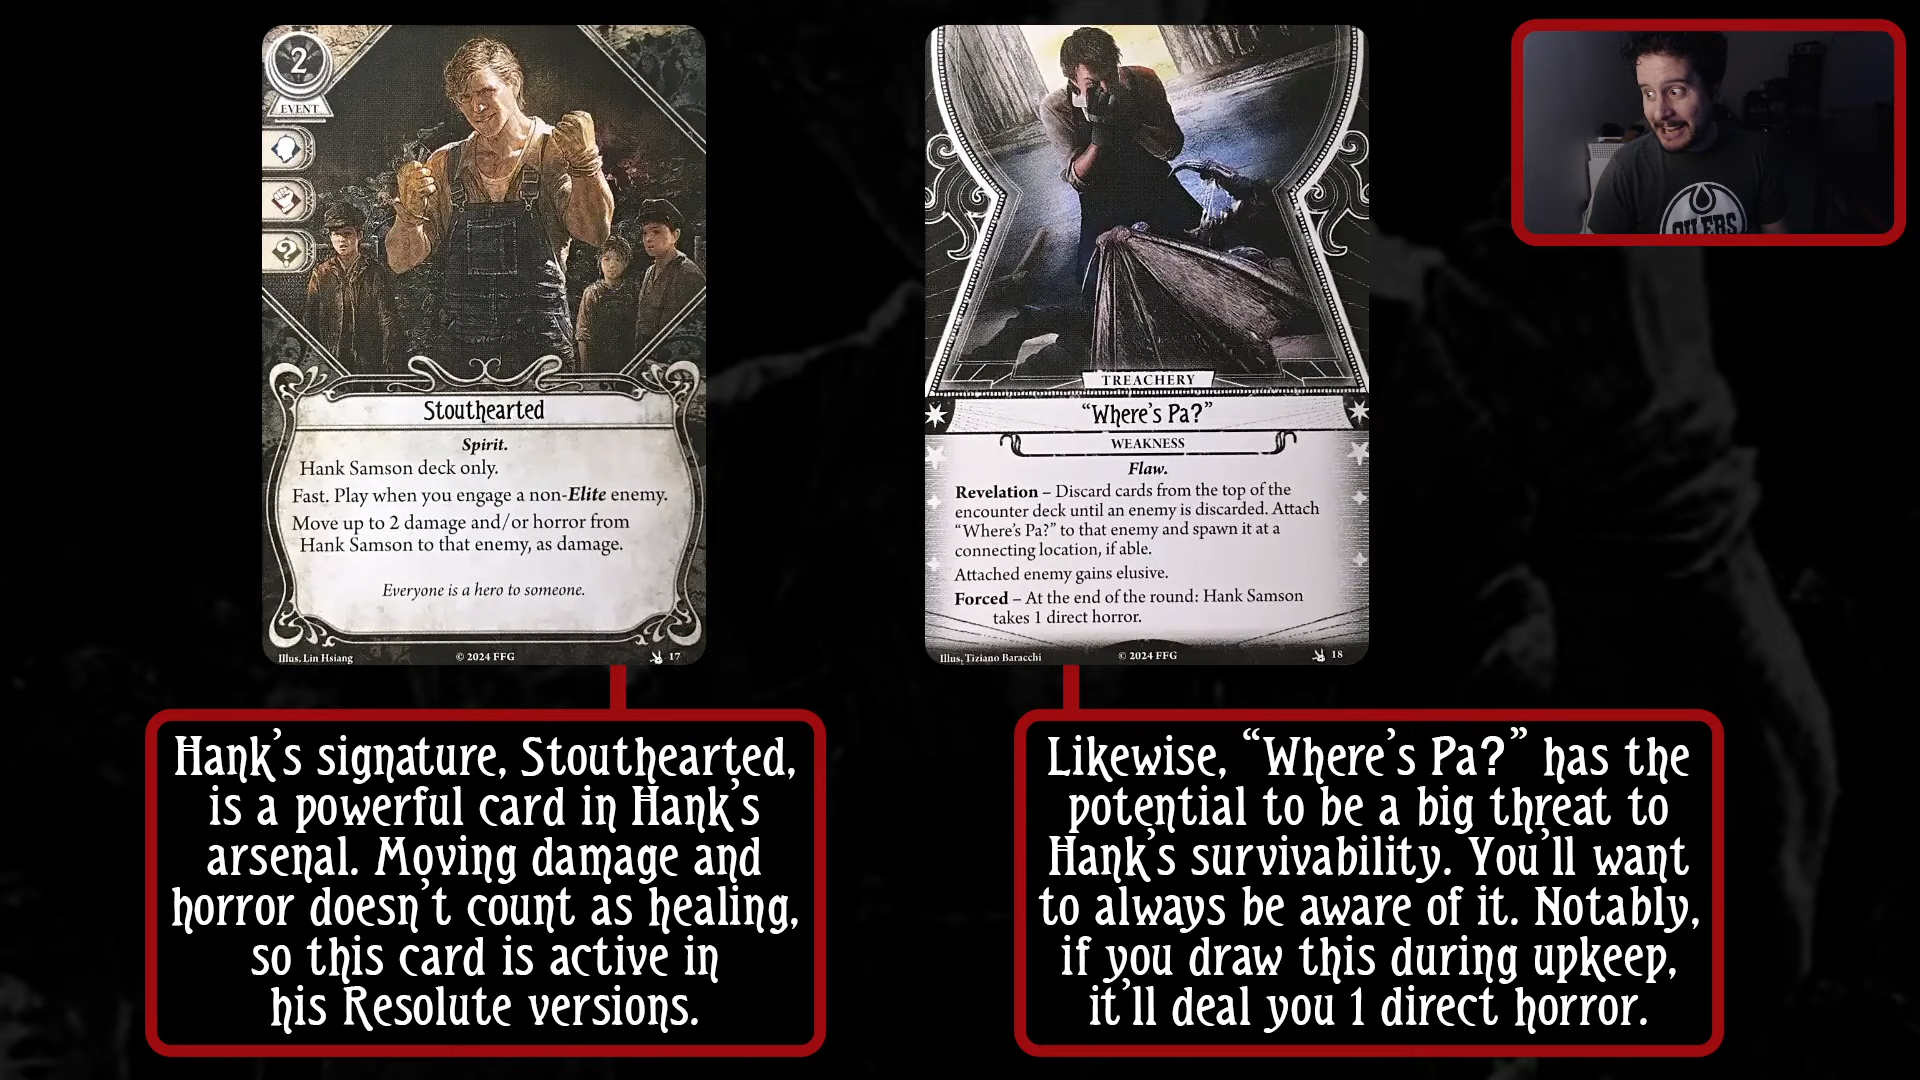 2
EVENT
Stouthearted
Spirit.
Hank Samson deck only.
Fast. Play when you engage a non-Elite enemy.
Move up to 2 damage and/or horror from
Hank Samson to that enemy, as damage.
Everyone is a hero to someone.
Illus. Lin Hsiang
© 2024 FFG
17
TREACHERY
“Where’s Pa?”
WEAKNESS
Flaw.
Revelation – Discard cards from the top of the
encounter deck until an enemy is discarded. Attach
“Where’s Pa?” to that enemy and spawn it at a
connecting location, if able.
Attached enemy gains elusive.
Forced – At the end of the round: Hank Samson
takes 1 direct horror.
Illus. Tiziano Baracchi
© 2024 FFG
18
OILERS
Hank’s signature, Stouthearted,
is a powerful card in Hank’s
arsenal. Moving damage and
horror doesn’t count as healing,
so this card is active in
his Resolute versions.
Likewise, “Where’s Pa?” has the
potential to be a big threat to
Hank’s survivability. You’ll want
to always be aware of it. Notably,
if you draw this during upkeep,
it’ll deal you 1 direct horror.